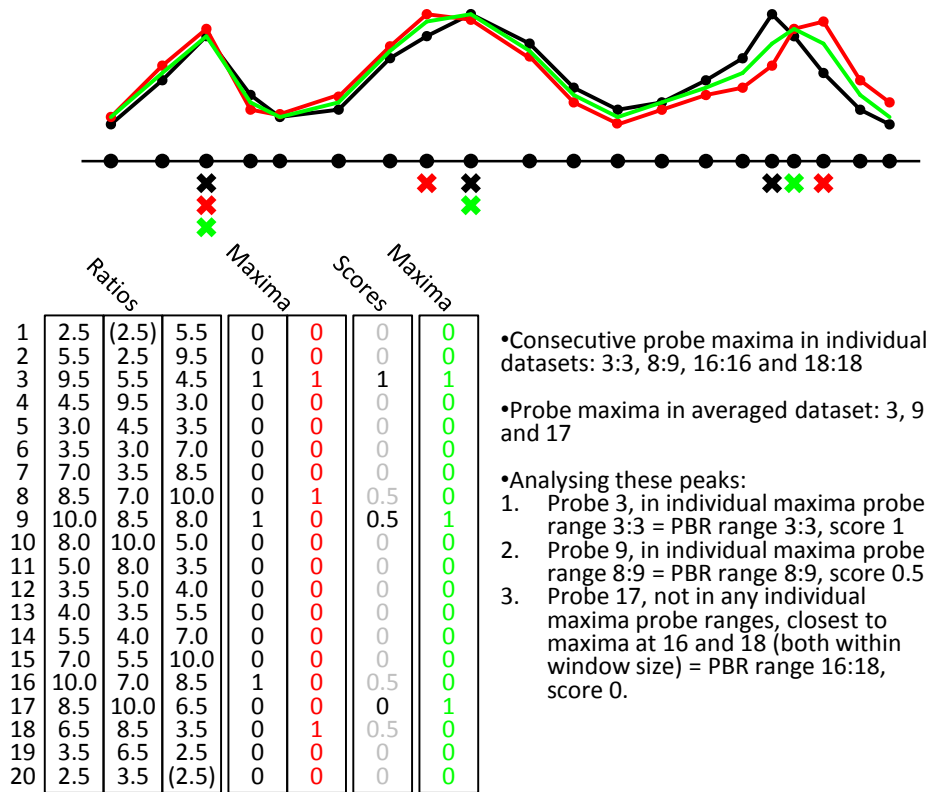 Ratios Maxima Scores Maxima
1 2.5 (2.5) 5.5 0 0 0 0
2 5.5 2.5 9.5 0 0 0 0
3 9.5 5.5 4.5 1 1 1 1
4 4.5 9.5 3.0 0 0 0 0
5 3.0 4.5 3.5 0 0 0 0
6 3.5 3.0 7.0 0 0 0 0
7 7.0 3.5 8.5 0 0 0 0
8 8.5 7.0 10.0 0 1 0.5 0
9 10.0 8.5 8.0 1 0 0.5 1
10 8.0 10.0 5.0 0 0 0 0
11 5.0 8.0 3.5 0 0 0 0
12 3.5 5.0 4.0 0 0 0 0
13 4.0 3.5 5.5 0 0 0 0
14 5.5 4.0 7.0 0 0 0 0
15 7.0 5.5 10.0 0 0 0 0
16 10.0 7.0 8.5 1 0 0.5 0
17 8.5 10.0 6.5 0 0 0 1
18 6.5 8.5 3.5 0 1 0.5 0
19 3.5 6.5 2.5 0 0 0 0
20 2.5 3.5 (2.5) 0 0 0 0
•Consecutive probe maxima in individual
datasets: 3:3, 8:9, 16:16 and 18:18
•Probe maxima in averaged dataset: 3, 9
and 17
•Analysing these peaks:
1. Probe 3, in individual maxima probe
range 3:3 = PBR range 3:3, score 1
2. Probe 9, in individual maxima probe
range 8:9 = PBR range 8:9, score 0.5
3. Probe 17, not in any individual
maxima probe ranges, closest to
maxima at 16 and 18 (both within
window size) = PBR range 16:18,
score 0.